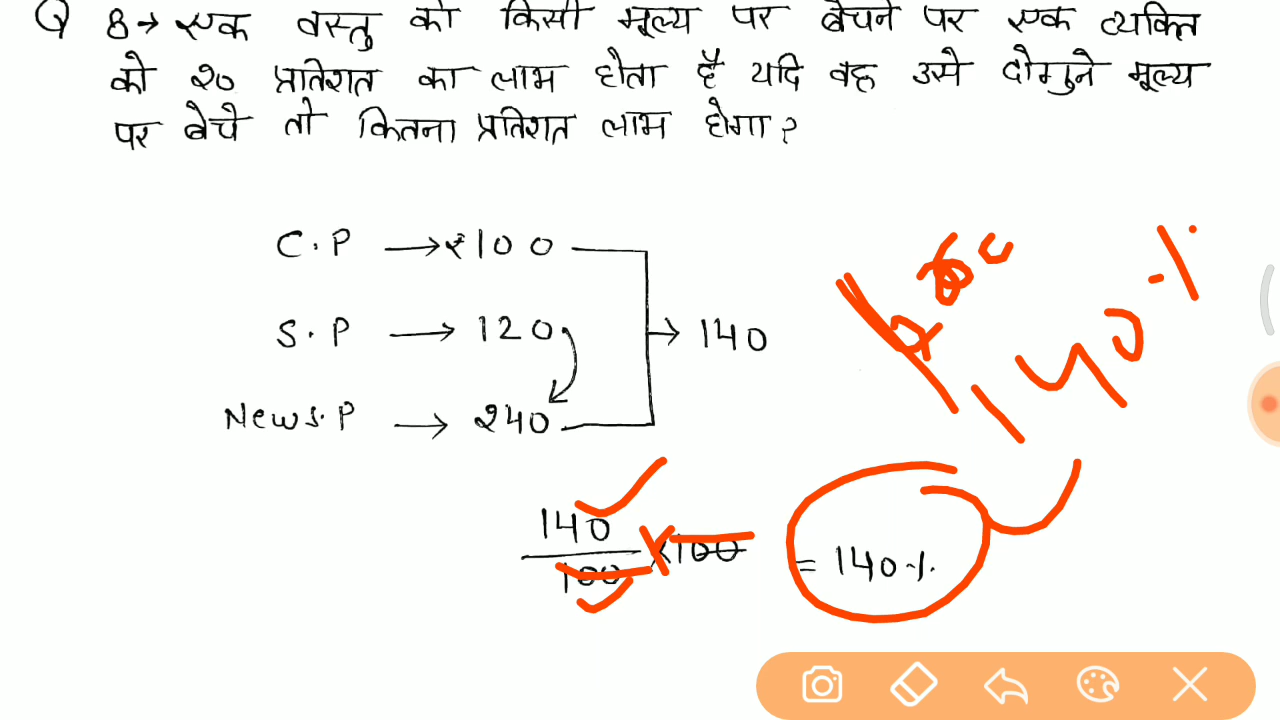 Q 8→ एक वस्तु को किसी मूल्य पर बेचने पर एक व्यक्ति
को २० प्रतिशत का लाभ होता है यदि वह उसे दोगुने मूल्य
पर बेचे तो कितना प्रतिशत लाभ होगा?
C.P → ₹100
S.P → 120 → 140
New S.P → 240
140/100 × 100 = 140%
140%